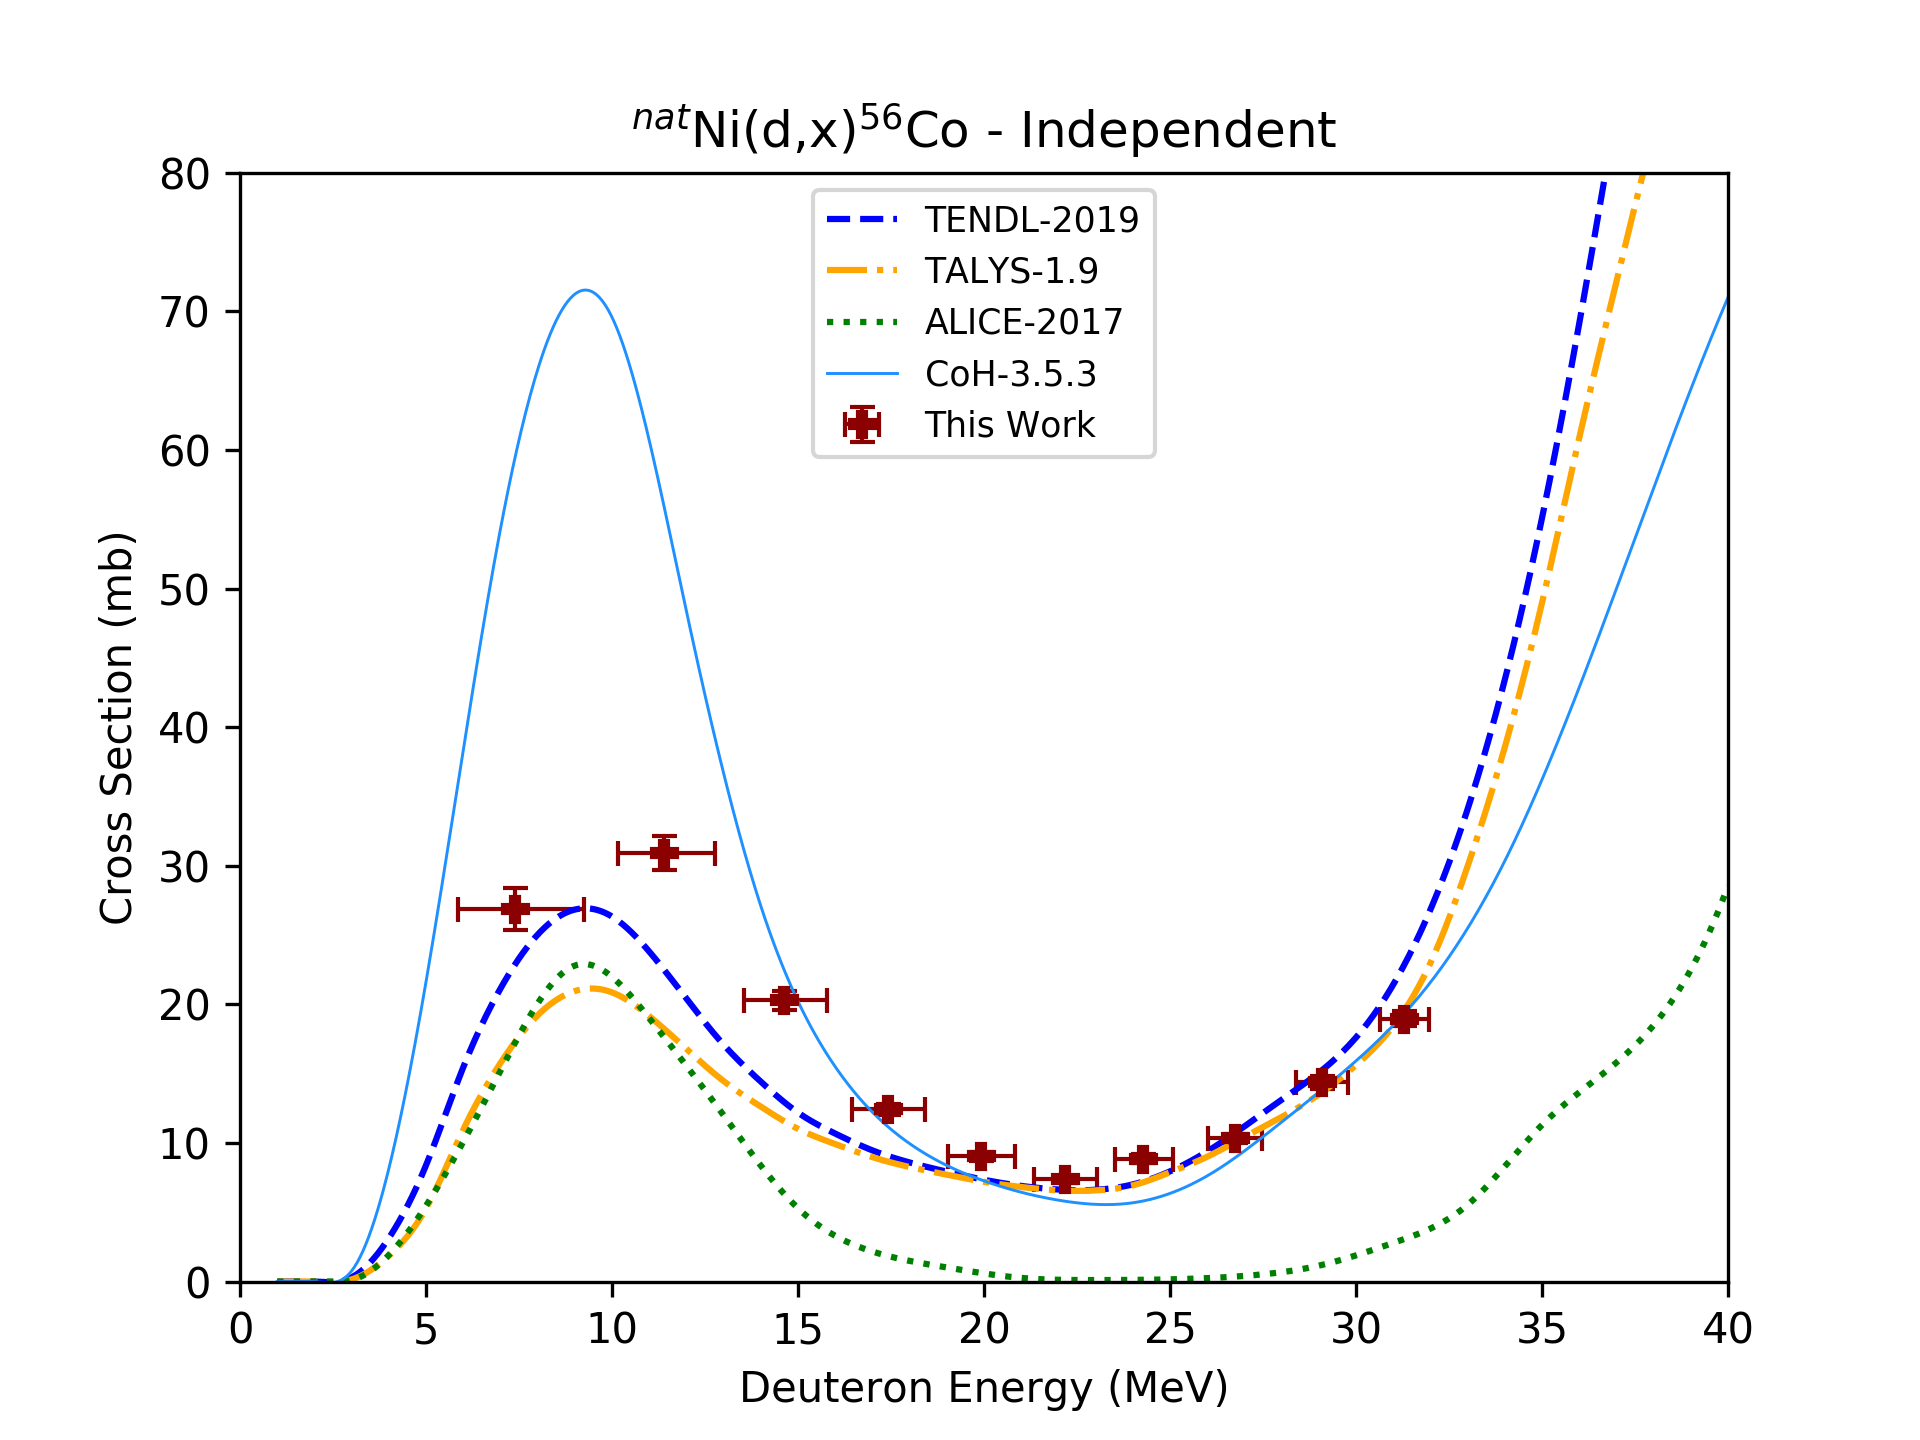 natNi(d,x)56Co - Independent
TENDL-2019
TALYS-1.9
ALICE-2017
CoH-3.5.3
This Work
Cross Section (mb)
80
70
60
50
40
30
20
10
0
0 5 10 15 20 25 30 35 40
Deuteron Energy (MeV)